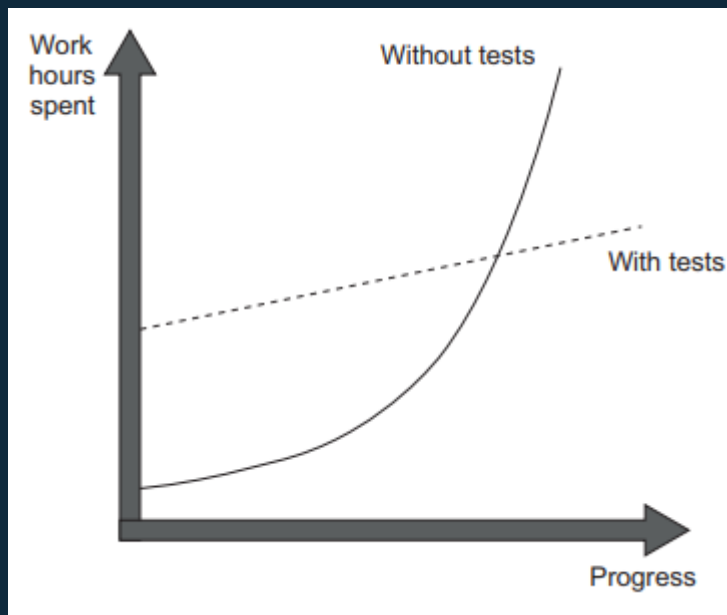 Work
hours
spent
Without tests
With tests
Progress